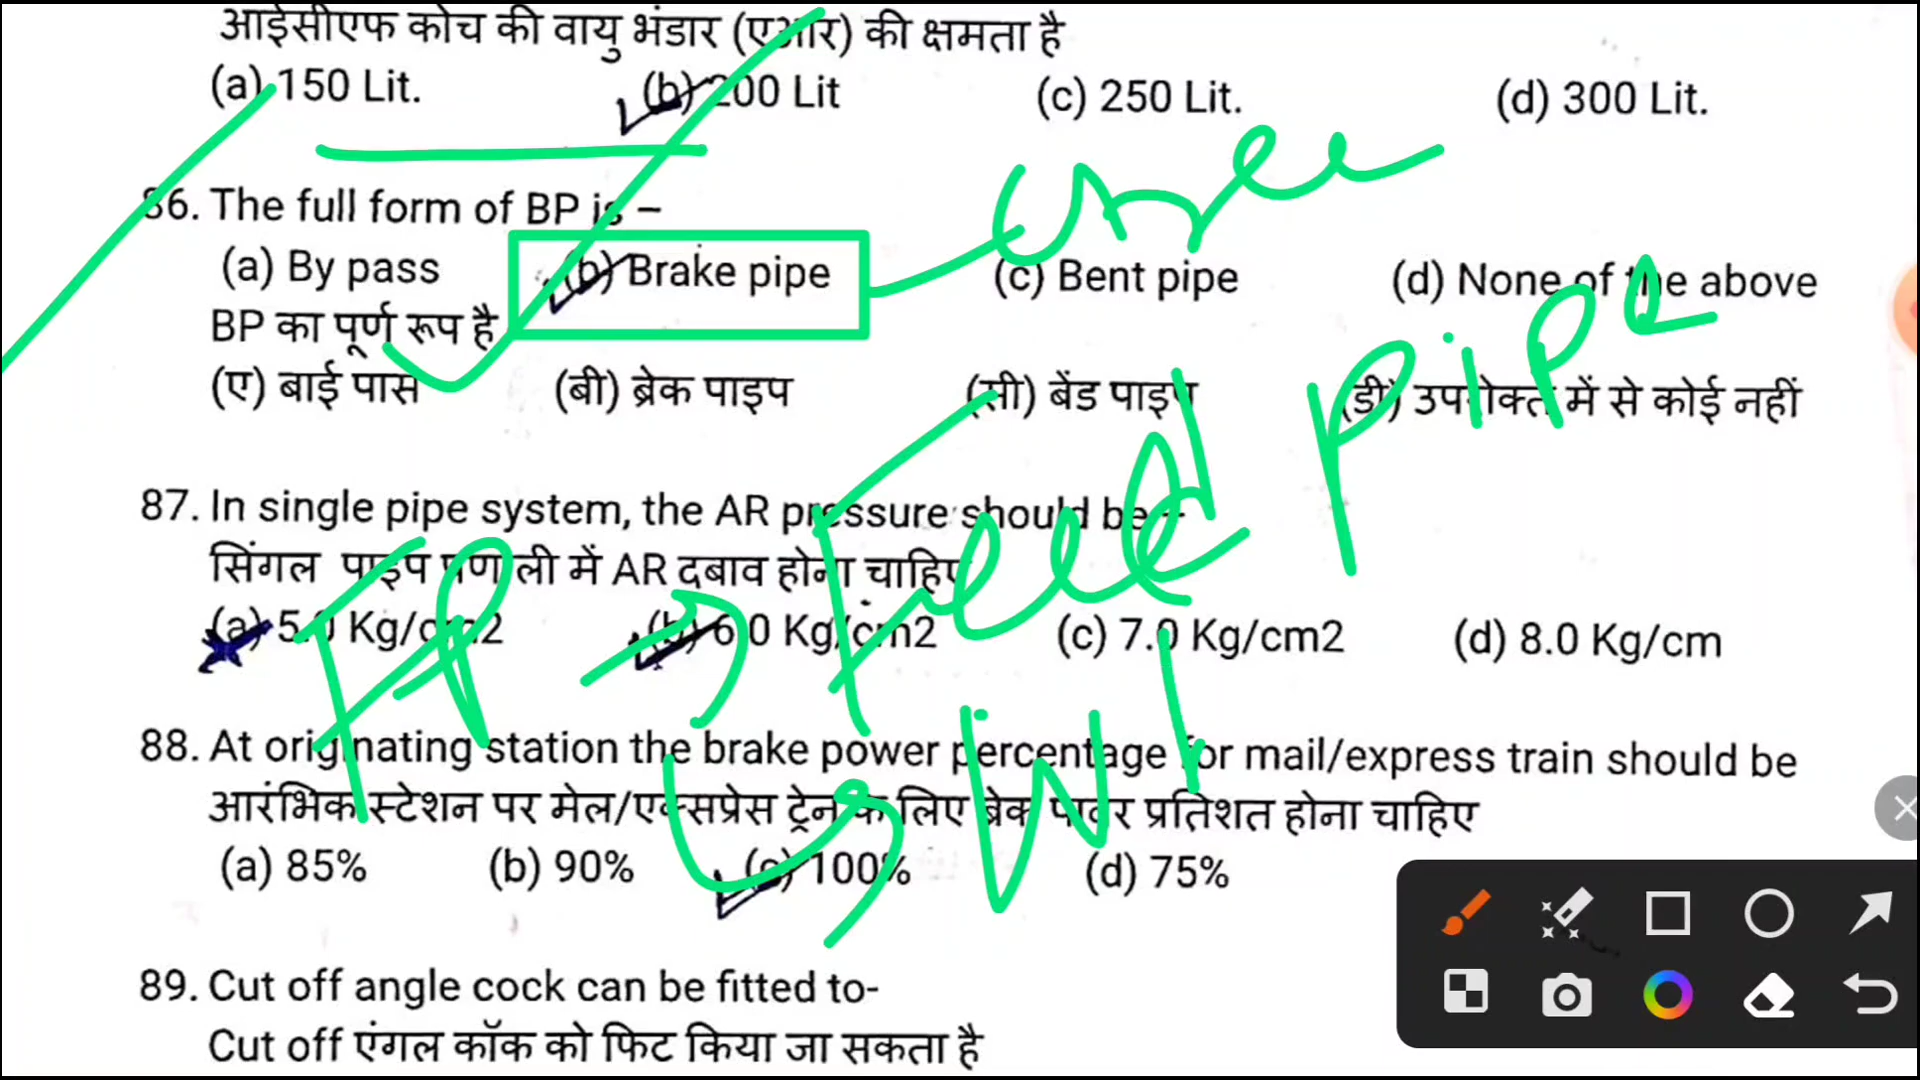 आईसीएफ कोच की वायु भंडार (एआर) की क्षमता है
(a) 150 Lit. (b) 200 Lit (c) 250 Lit. (d) 300 Lit.
86. The full form of BP is –
(a) By pass (b) Brake pipe (c) Bent pipe (d) None of the above
BP का पूर्ण रूप है
(ए) बाई पास (बी) ब्रेक पाइप (सी) बेंड पाइप (डी) उपरोक्त में से कोई नहीं
Feed pipe
87. In single pipe system, the AR pressure should be –
सिंगल पाइप प्रणाली में AR दबाव होना चाहिए
(a) 5.0 Kg/cm2 (b) 6.0 Kg/cm2 (c) 7.0 Kg/cm2 (d) 8.0 Kg/cm
FP →
88. At originating station the brake power percentage for mail/express train should be
आरंभिक स्टेशन पर मेल/एक्सप्रेस ट्रेन के लिए ब्रेक पावर प्रतिशत होना चाहिए
(a) 85% (b) 90% (c) 100% (d) 75%
89. Cut off angle cock can be fitted to-
Cut off एंगल कॉक को फिट किया जा सकता है